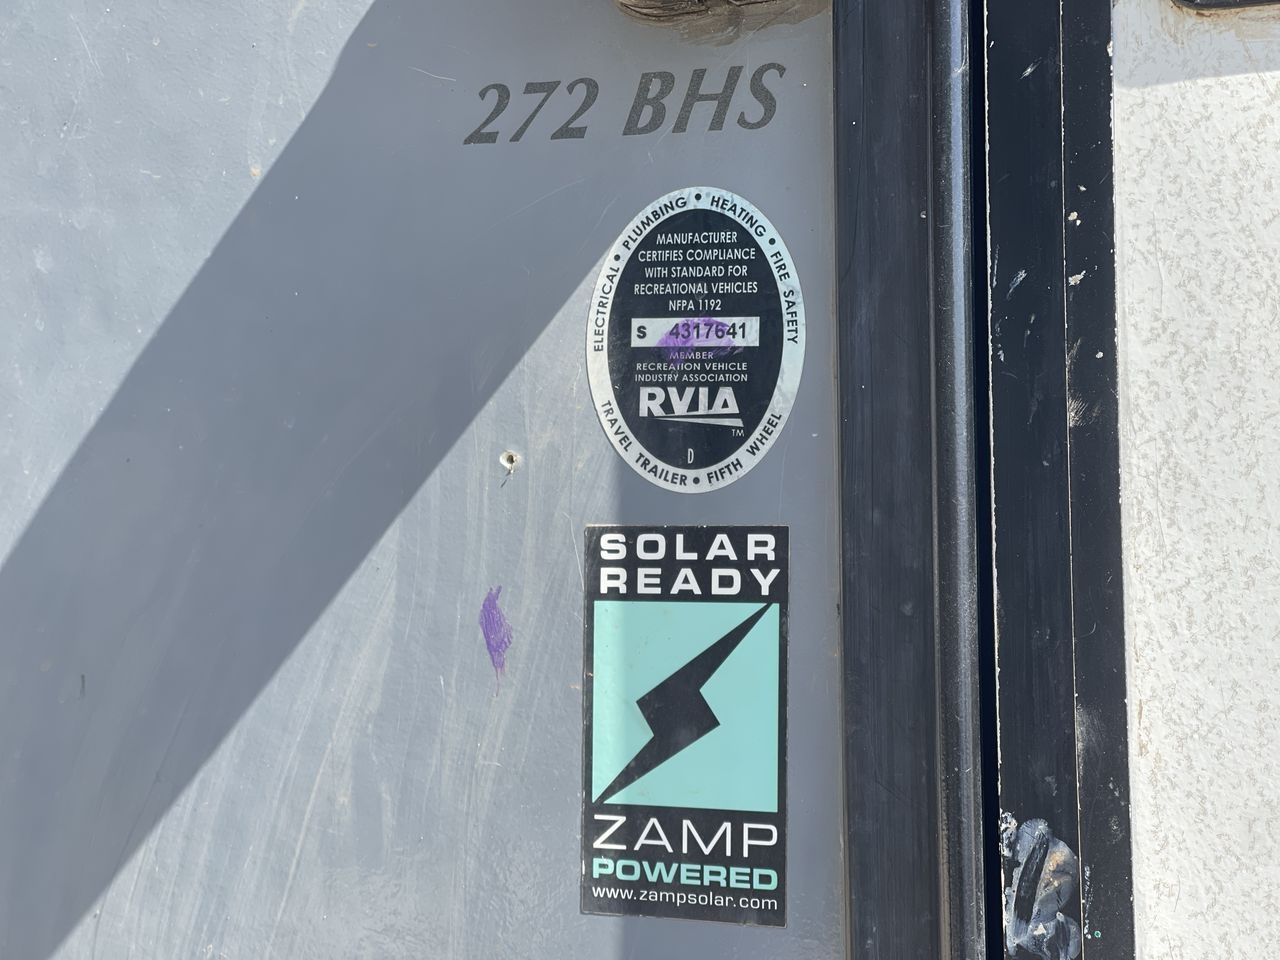 272 BHS
ELECTRICAL • PLUMBING • HEATING • FIRE SAFETY
MANUFACTURER
CERTIFIES COMPLIANCE
WITH STANDARD FOR
RECREATIONAL VEHICLES
NFPA 1192
S 4317641
MEMBER
RECREATION VEHICLE
INDUSTRY ASSOCIATION
RVIA
TM
D
TRAVEL TRAILER • FIFTH WHEEL
SOLAR
READY
ZAMP
POWERED
www.zampsolar.com